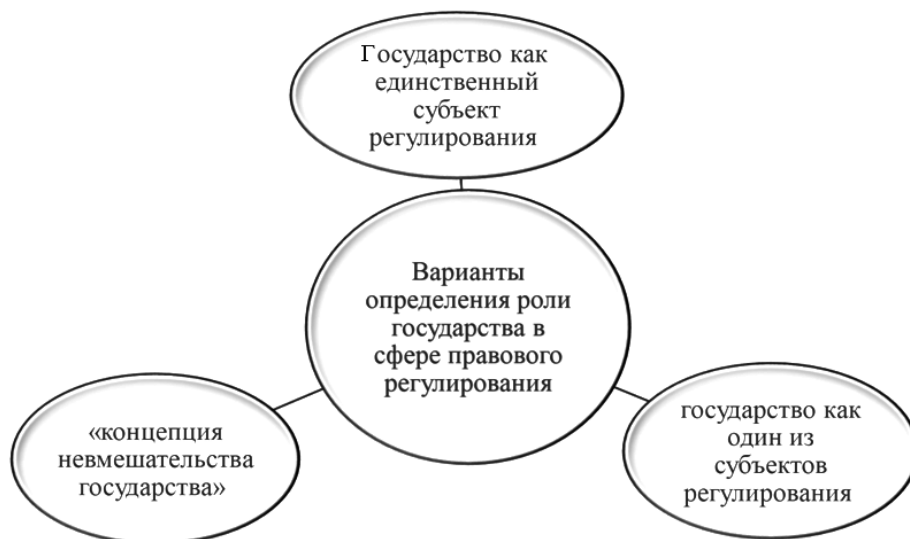 Государство как
единственный
субъект
регулирования
Варианты
определения роли
государства в
сфере правового
регулирования
«концепция
невмешательства
государства»
государство как
один из
субъектов
регулирования